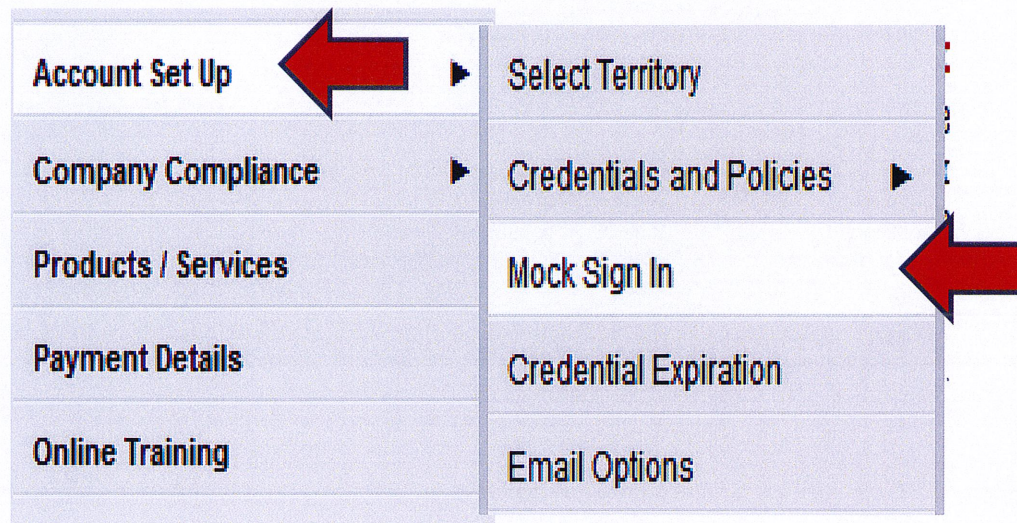 Account Set Up
Company Compliance
Products / Services
Payment Details
Online Training
Select Territory
Credentials and Policies
Mock Sign In
Credential Expiration
Email Options